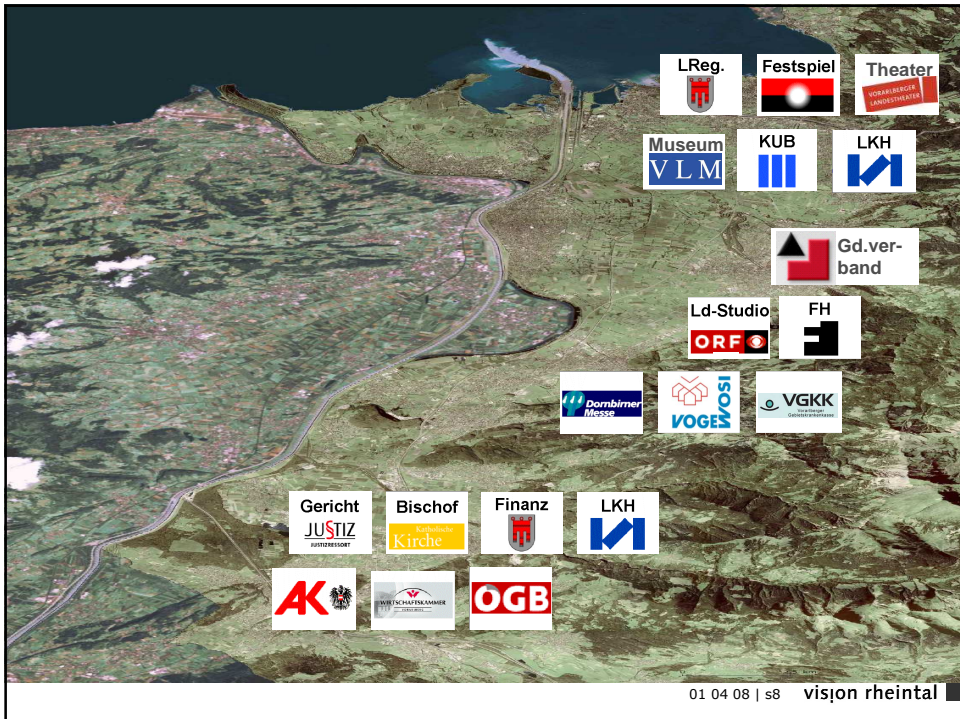 LReg.
Festspiel
Theater
VORARLBERGER
LANDESTHEATER
Museum
VLM
KUB
LKH
Gd.ver-
band
Ld-Studio
ORF
FH
Dornbirner
Messe
VOGEWOSI
VGKK
Vorarlberger
Gebietskrankenkasse
Gericht
JUSTIZ
JUSTIZRESSORT
Bischof
Katholische
Kirche
Finanz
LKH
AK
WIRTSCHAFTSKAMMER
ÖGB
01 04 08 | s8 vision rheintal